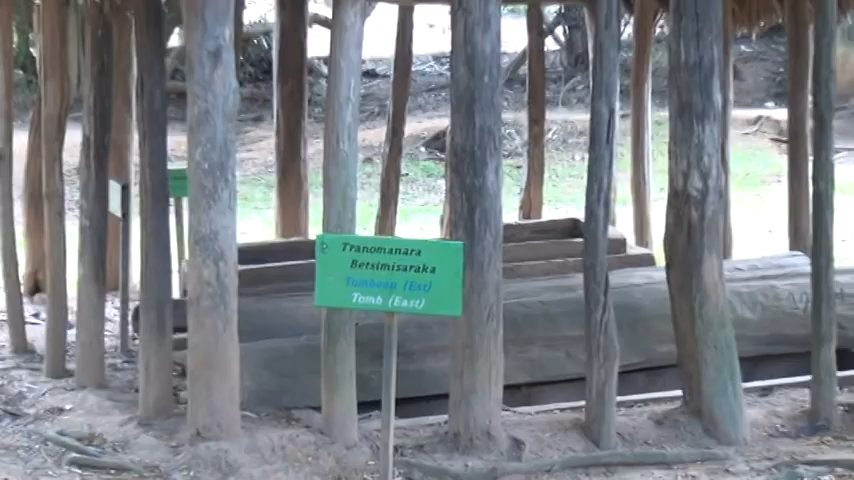 Tranomanara
Betsimisaraka
Tombeau (Est)
Tomb (East)